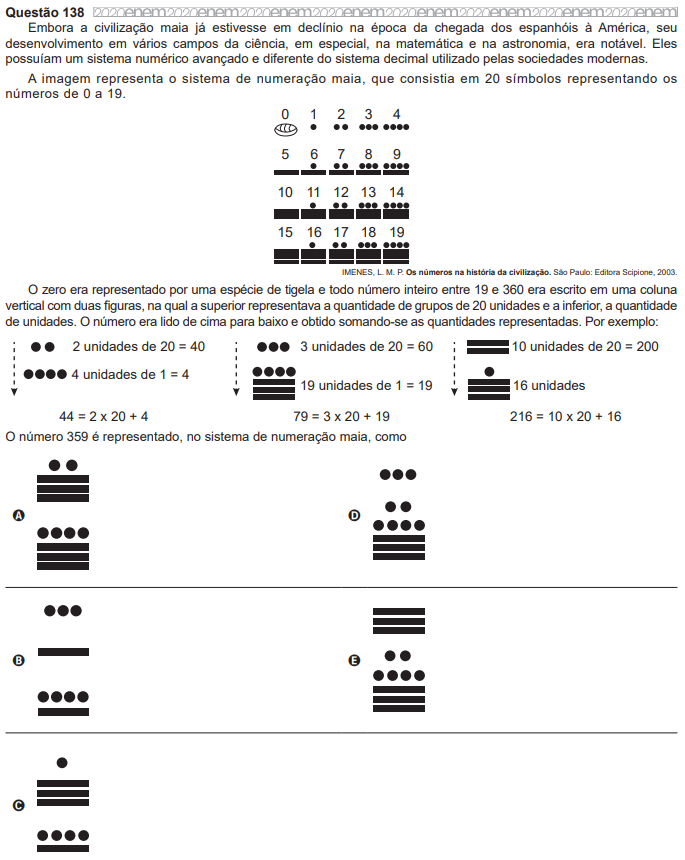 Questão 138 2020enem2020enem2020enem2020enem2020enem2020enem2020enem2020enem2020enem2020enem
Embora a civilização maia já estivesse em declínio na época da chegada dos espanhóis à América, seu
desenvolvimento em vários campos da ciência, em especial, na matemática e na astronomia, era notável. Eles
possuíam um sistema numérico avançado e diferente do sistema decimal utilizado pelas sociedades modernas.
A imagem representa o sistema de numeração maia, que consistia em 20 símbolos representando os
números de 0 a 19.
0 1 2 3 4
5 6 7 8 9
10 11 12 13 14
15 16 17 18 19
IMENES, L. M. P. Os números na história da civilização. São Paulo: Editora Scipione, 2003.
O zero era representado por uma espécie de tigela e todo número inteiro entre 19 e 360 era escrito em uma coluna
vertical com duas figuras, na qual a superior representava a quantidade de grupos de 20 unidades e a inferior, a quantidade
de unidades. O número era lido de cima para baixo e obtido somando-se as quantidades representadas. Por exemplo:
2 unidades de 20 = 40 3 unidades de 20 = 60 10 unidades de 20 = 200
4 unidades de 1 = 4 19 unidades de 1 = 19 16 unidades
44 = 2 x 20 + 4 79 = 3 x 20 + 19 216 = 10 x 20 + 16
O número 359 é representado, no sistema de numeração maia, como
A D
B E
C